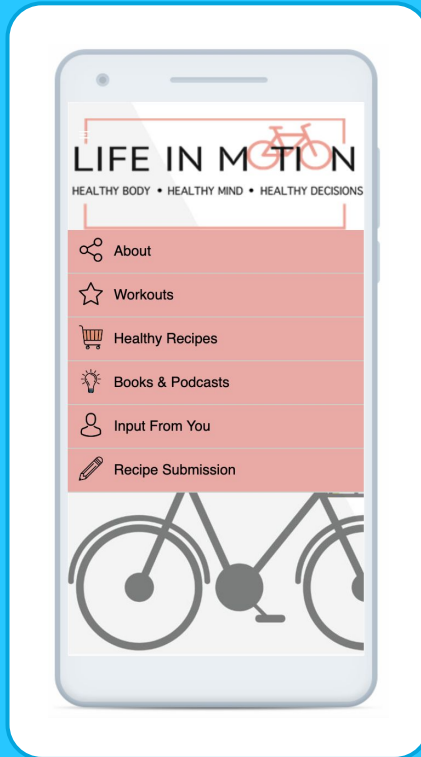 LIFE IN MOTION
HEALTHY BODY • HEALTHY MIND • HEALTHY DECISIONS
About
Workouts
Healthy Recipes
Books & Podcasts
Input From You
Recipe Submission